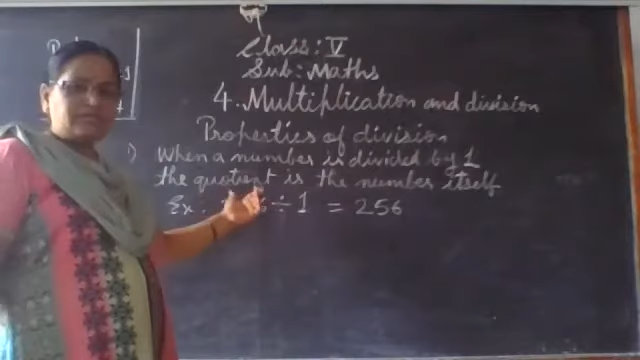 Class: V
Sub: Maths
4. Multiplication and division
Properties of division
1) When a number is divided by 1
the quotient is the number itself
Ex: ÷ 1 = 256